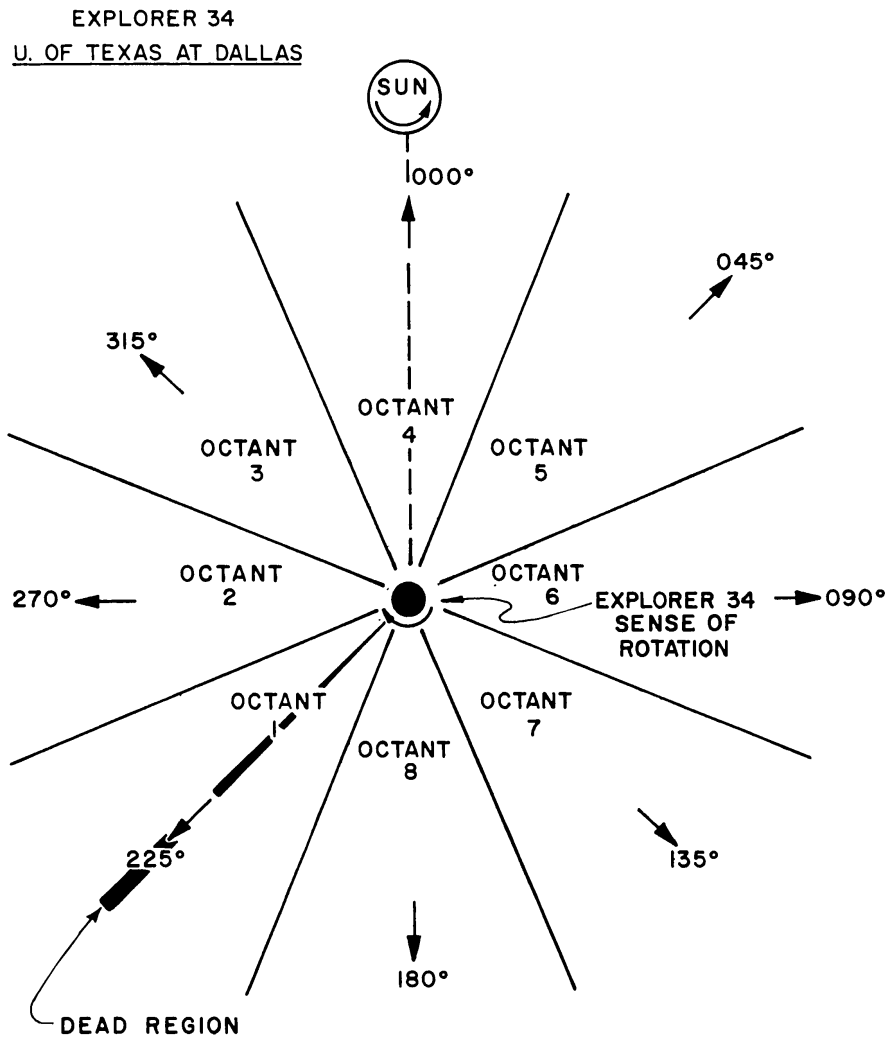 EXPLORER 34
U. OF TEXAS AT DALLAS
SUN
000°
045°
315°
OCTANT
4
OCTANT
3
OCTANT
5
OCTANT
2
OCTANT
6
270°
EXPLORER 34
SENSE OF
ROTATION
090°
OCTANT
1
OCTANT
7
OCTANT
8
225°
135°
180°
DEAD REGION